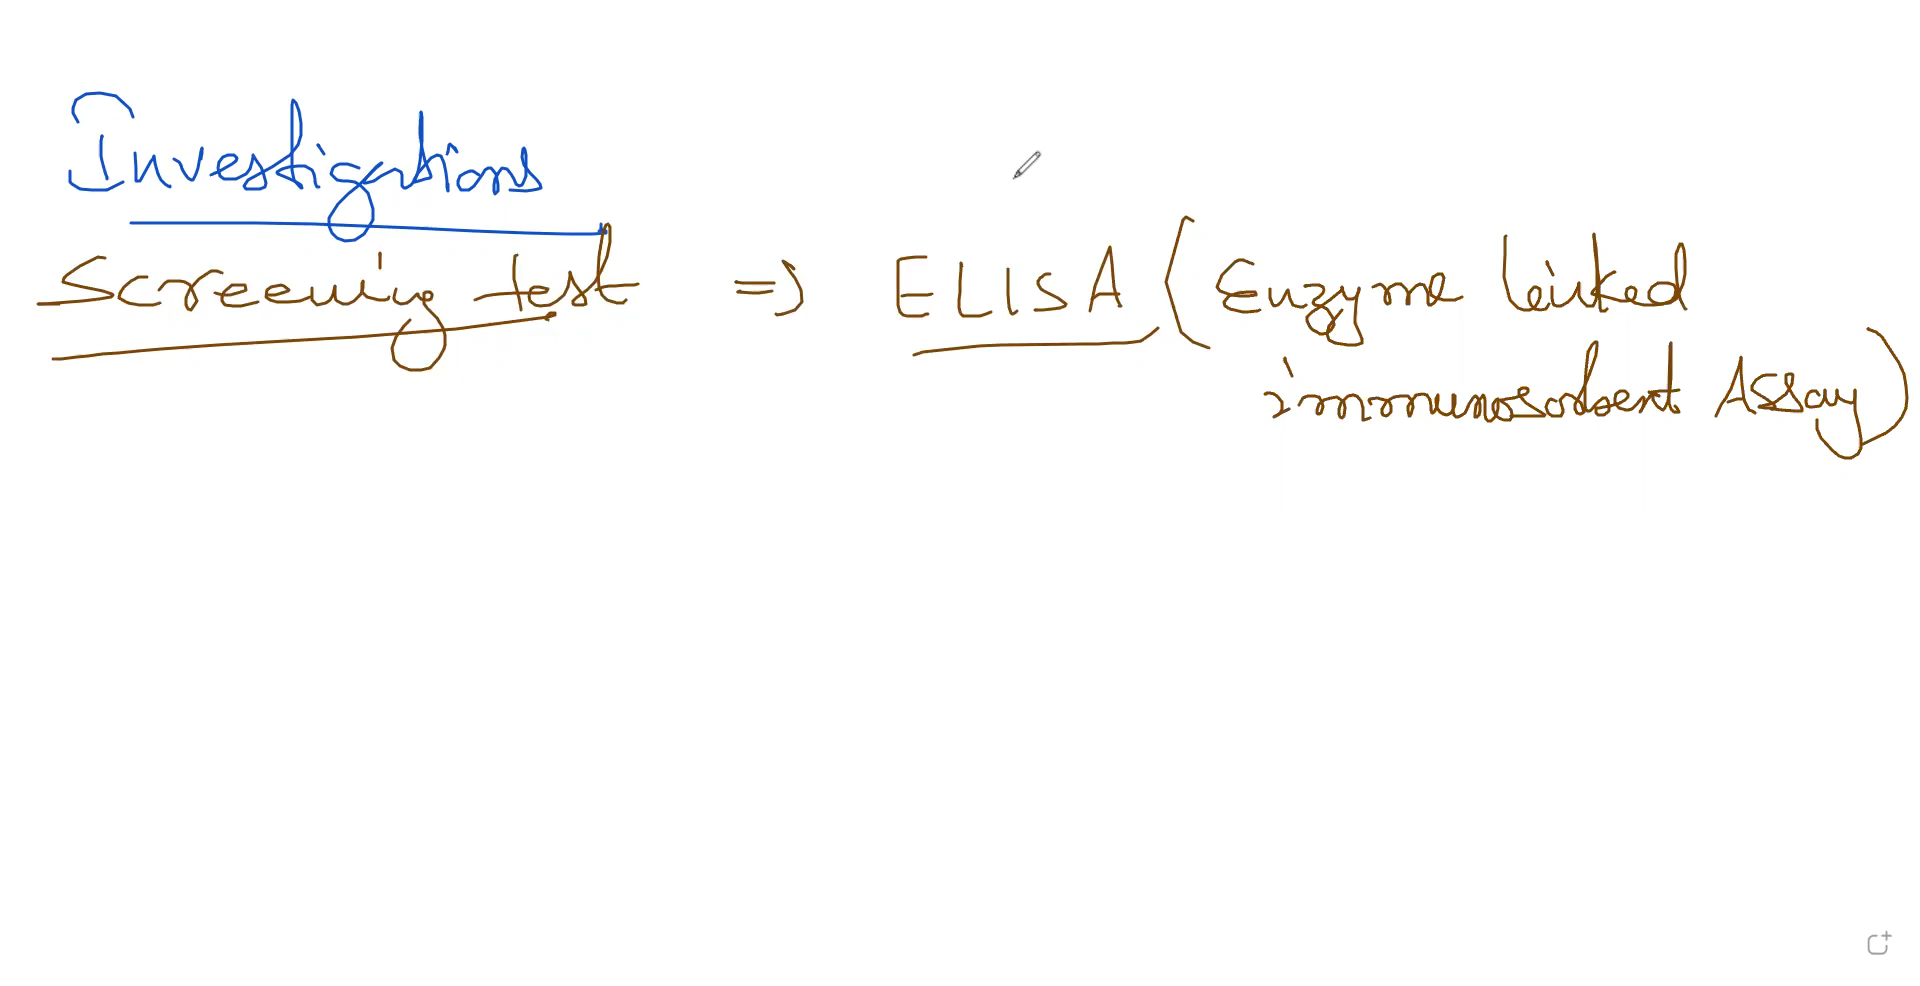 Investigations
Screening test => ELISA (Enzyme linked
immunosorbent Assay)